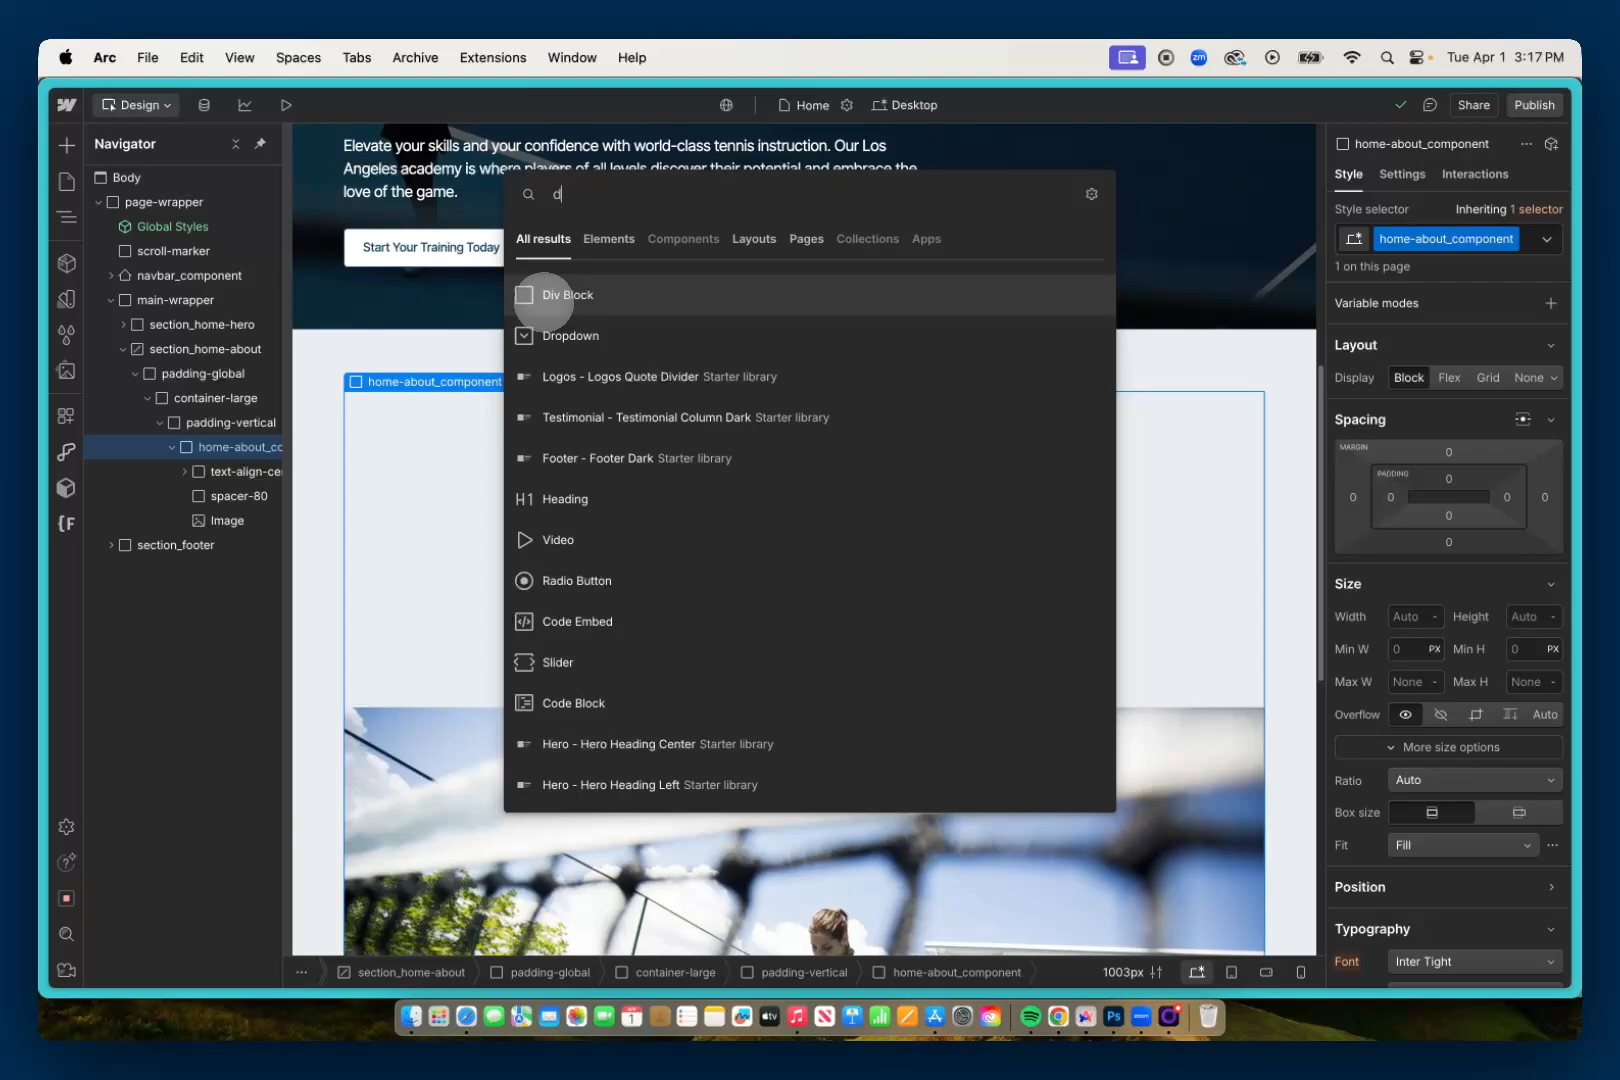 Arc File Edit View Spaces Tabs Archive Extensions Window Help zm Tue Apr 1 3:17 PM
Design Home Desktop Share Publish
Navigator
Body
page-wrapper
Global Styles
scroll-marker
navbar_component
main-wrapper
section_home-hero
section_home-about
padding-global
container-large
padding-vertical
home-about_co
text-align-cen
spacer-80
Image
section_footer
Elevate your skills and your confidence with world-class tennis instruction. Our Los
Angeles academy is where players of all levels discover their potential and embrace the
love of the game.
Start Your Training Today
home-about_component
d
All results Elements Components Layouts Pages Collections Apps
Div Block
Dropdown
Logos - Logos Quote Divider Starter library
Testimonial - Testimonial Column Dark Starter library
Footer - Footer Dark Starter library
H1 Heading
Video
Radio Button
Code Embed
Slider
Code Block
Hero - Hero Heading Center Starter library
Hero - Hero Heading Left Starter library
home-about_component
Style Settings Interactions
Style selector Inheriting 1 selector
home-about_component
1 on this page
Variable modes
Layout
Display Block Flex Grid None
Spacing
MARGIN 0
PADDING 0
0 0 0 0
0
0
Size
Width Auto - Height Auto -
Min W 0 PX Min H 0 PX
Max W None - Max H None -
Overflow Auto
More size options
Ratio Auto
Box size
Fit Fill
Position
Typography
Font Inter Tight
section_home-about padding-global container-large padding-vertical home-about_component 1003px